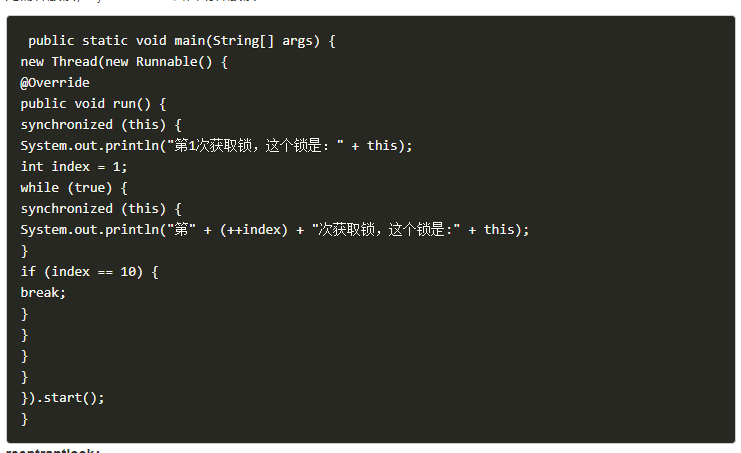 public static void main(String[] args) {
new Thread(new Runnable() {
@Override
public void run() {
synchronized (this) {
System.out.println("第1次获取锁，这个锁是：" + this);
int index = 1;
while (true) {
synchronized (this) {
System.out.println("第" + (++index) + "次获取锁，这个锁是:" + this);
}
if (index == 10) {
break;
}
}
}
}
}).start();
}